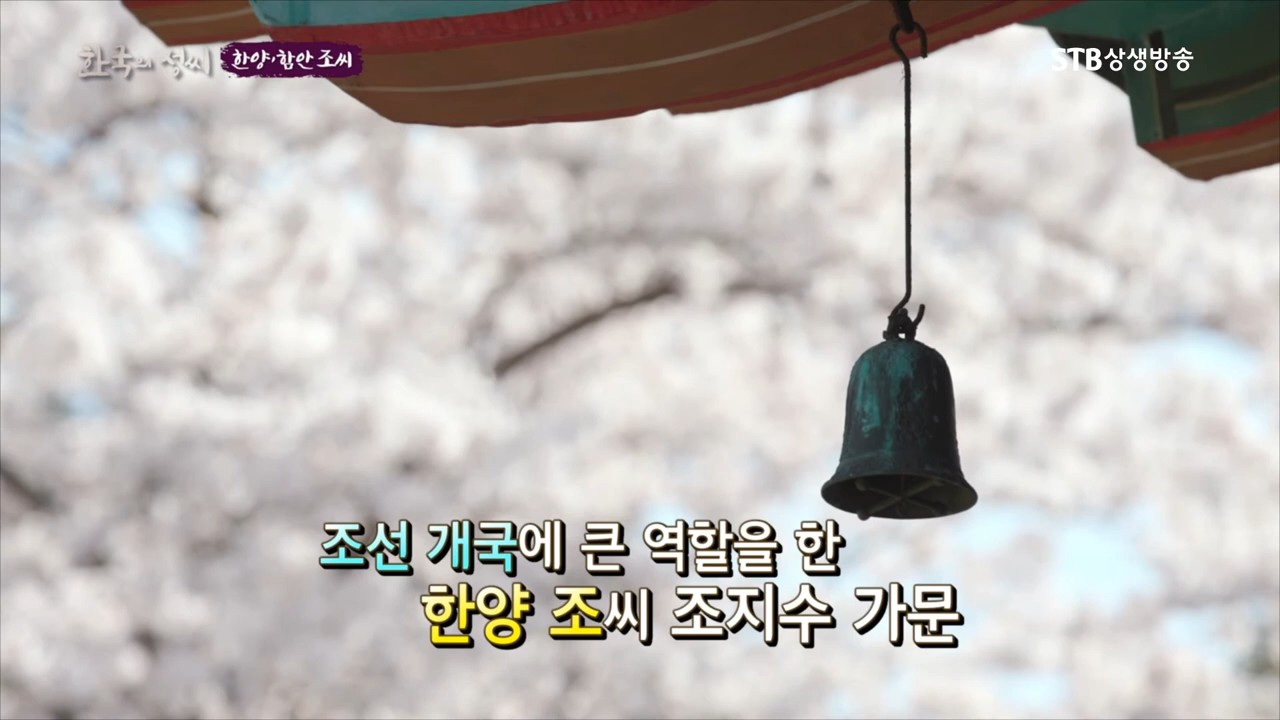 한국의 성씨 한양·함안 조씨
STB상생방송
조선 개국에 큰 역할을 한
한양 조씨 조지수 가문